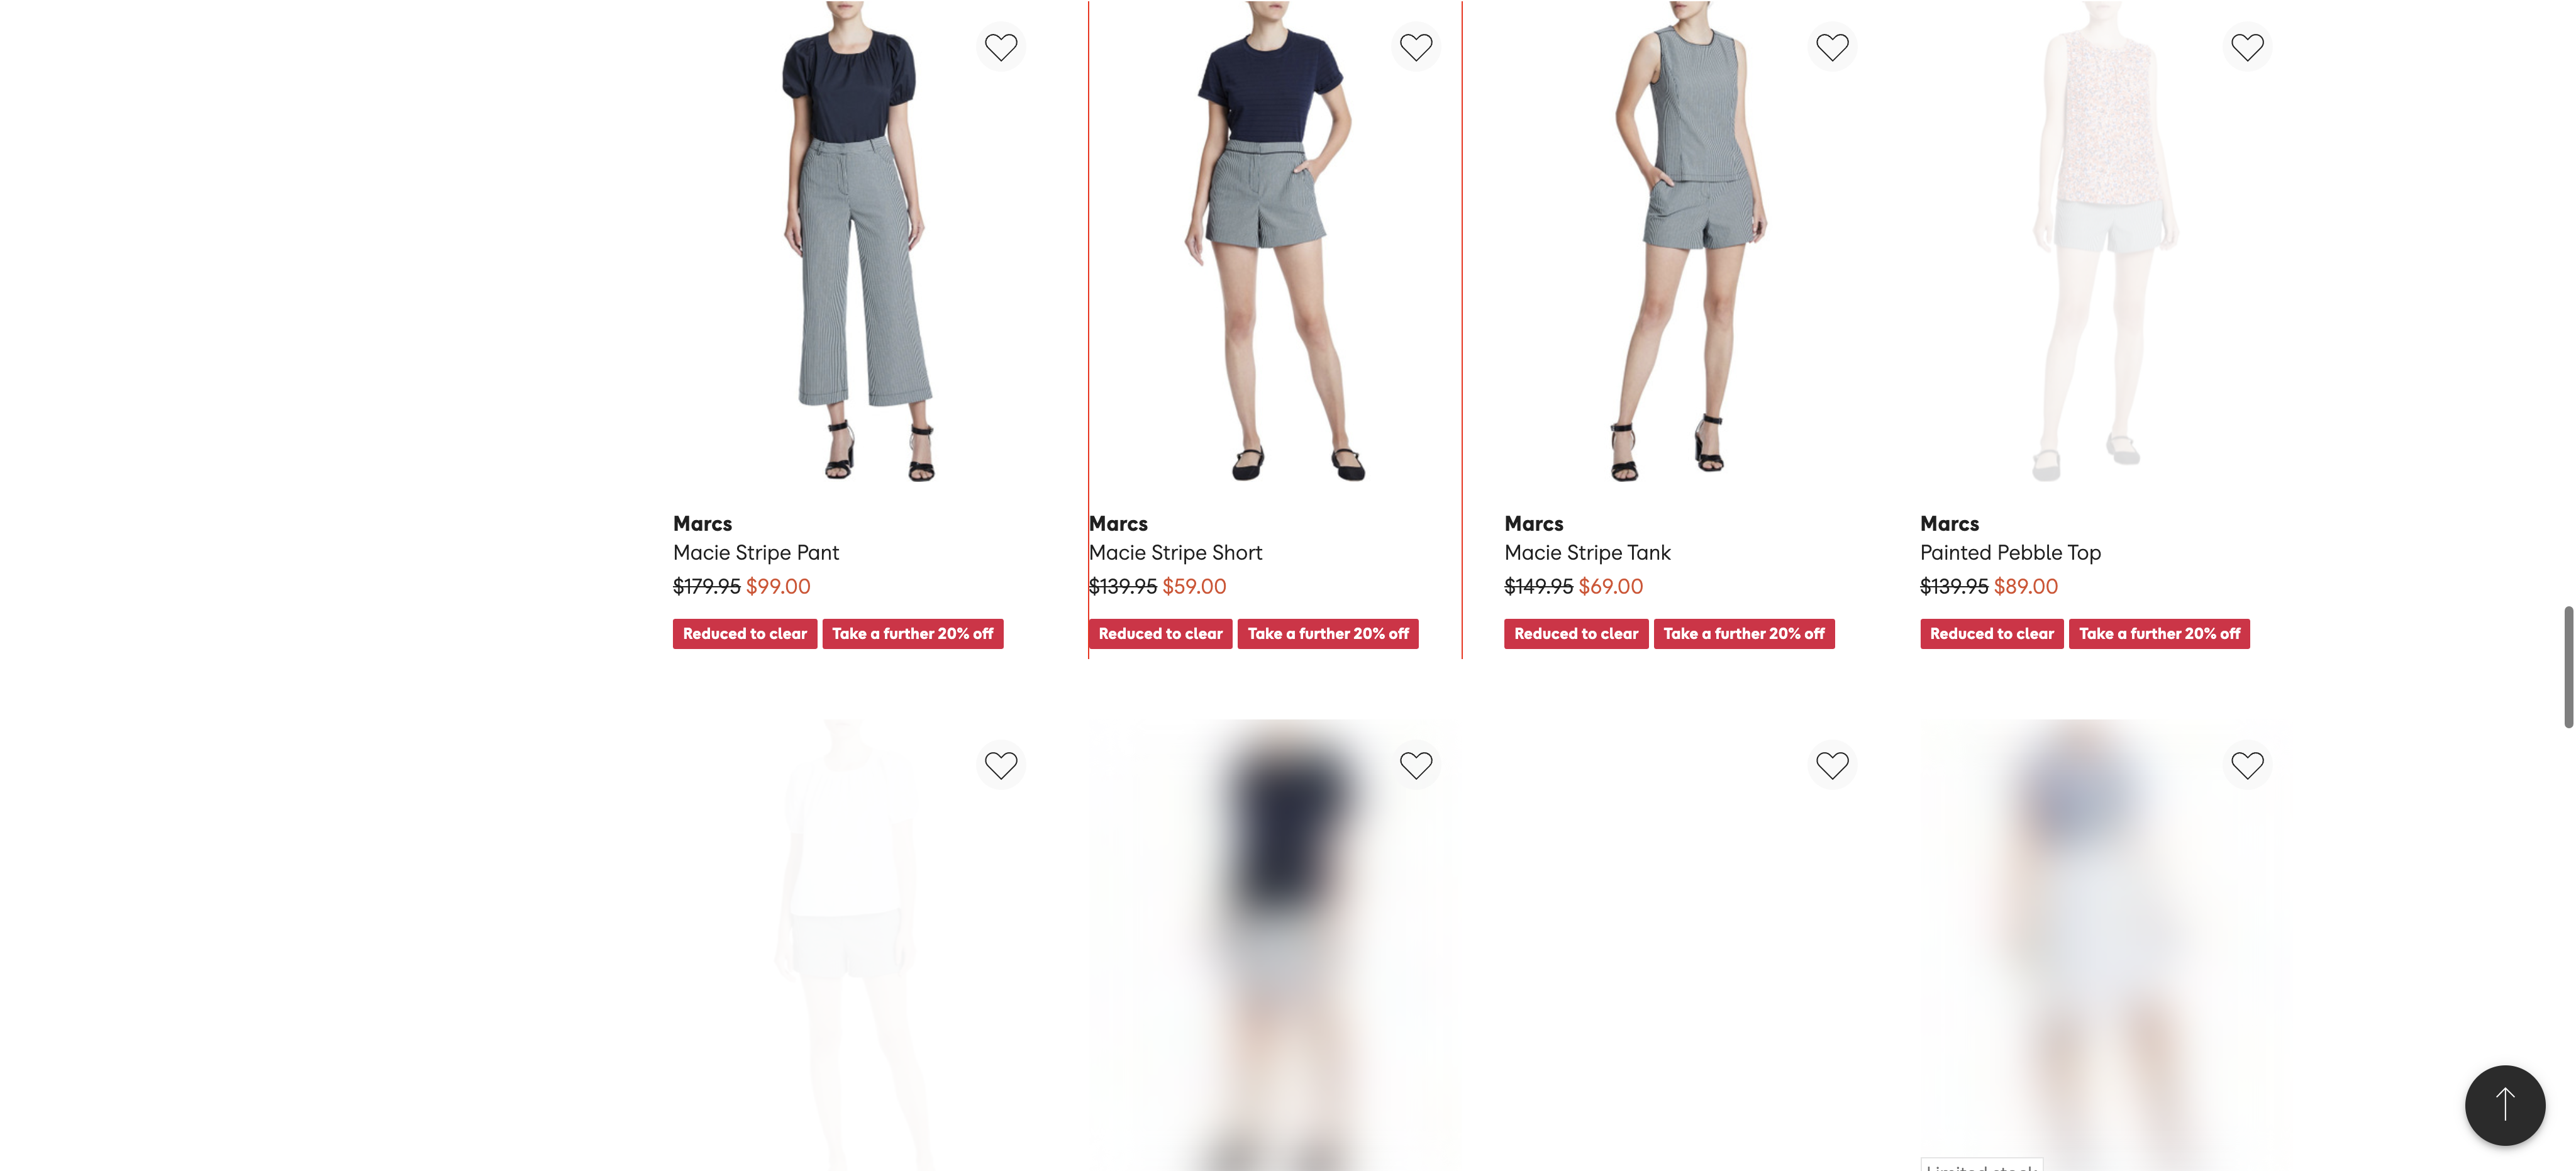 Marcs
Macie Stripe Pant
$179.95 $99.00
Reduced to clear Take a further 20% off
Marcs
Macie Stripe Short
$139.95 $59.00
Reduced to clear Take a further 20% off
Marcs
Macie Stripe Tank
$149.95 $69.00
Reduced to clear Take a further 20% off
Marcs
Painted Pebble Top
$139.95 $89.00
Reduced to clear Take a further 20% off
Limited stock